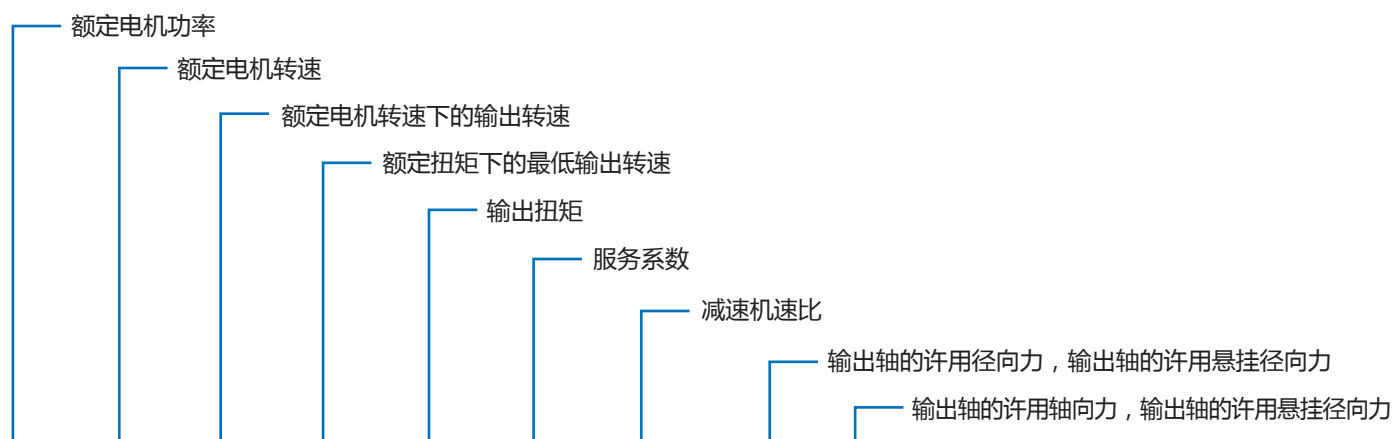 额定电机功率
额定电机转速
额定电机转速下的输出转速
额定扭矩下的最低输出转速
输出扭矩
服务系数
减速机速比
输出轴的许用径向力，输出轴的许用悬挂径向力
输出轴的许用轴向力，输出轴的许用悬挂径向力